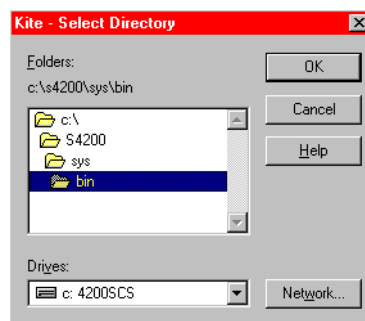 Kite - Select Directory
Folders:
c:\s4200\sys\bin
c:\
S4200
sys
bin
OK
Cancel
Help
Drives:
c: 4200SCS
Network...